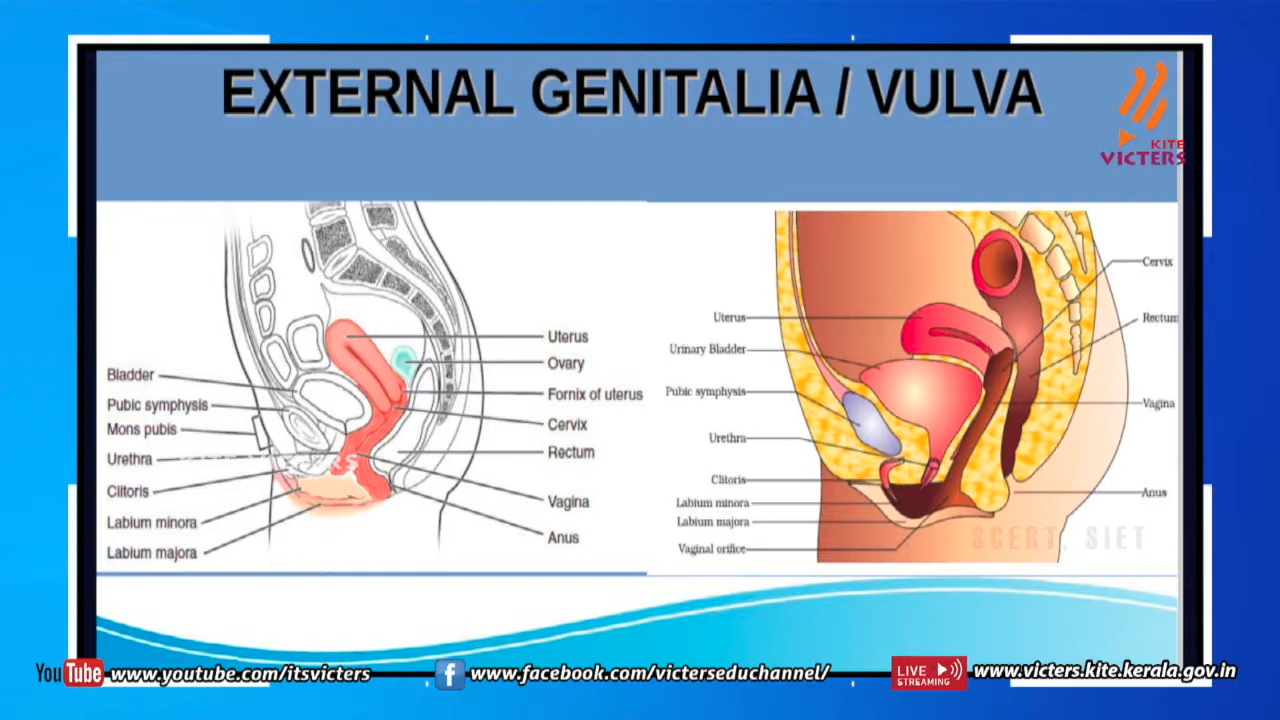 EXTERNAL GENITALIA / VULVA
KITE
VICTERS
Uterus
Ovary
Fornix of uterus
Cervix
Rectum
Vagina
Anus
Bladder
Pubic symphysis
Mons pubis
Urethra
Clitoris
Labium minora
Labium majora
Uterus
Urinary Bladder
Pubic symphysis
Urethra
Clitoris
Labium minora
Labium majora
Vaginal orifice
Cervix
Rectum
Vagina
Anus
SCERT, SIET
YouTube www.youtube.com/itsvicters
f www.facebook.com/victerseduchannel/
LIVE
STREAMING
www.victers.kite.kerala.gov.in